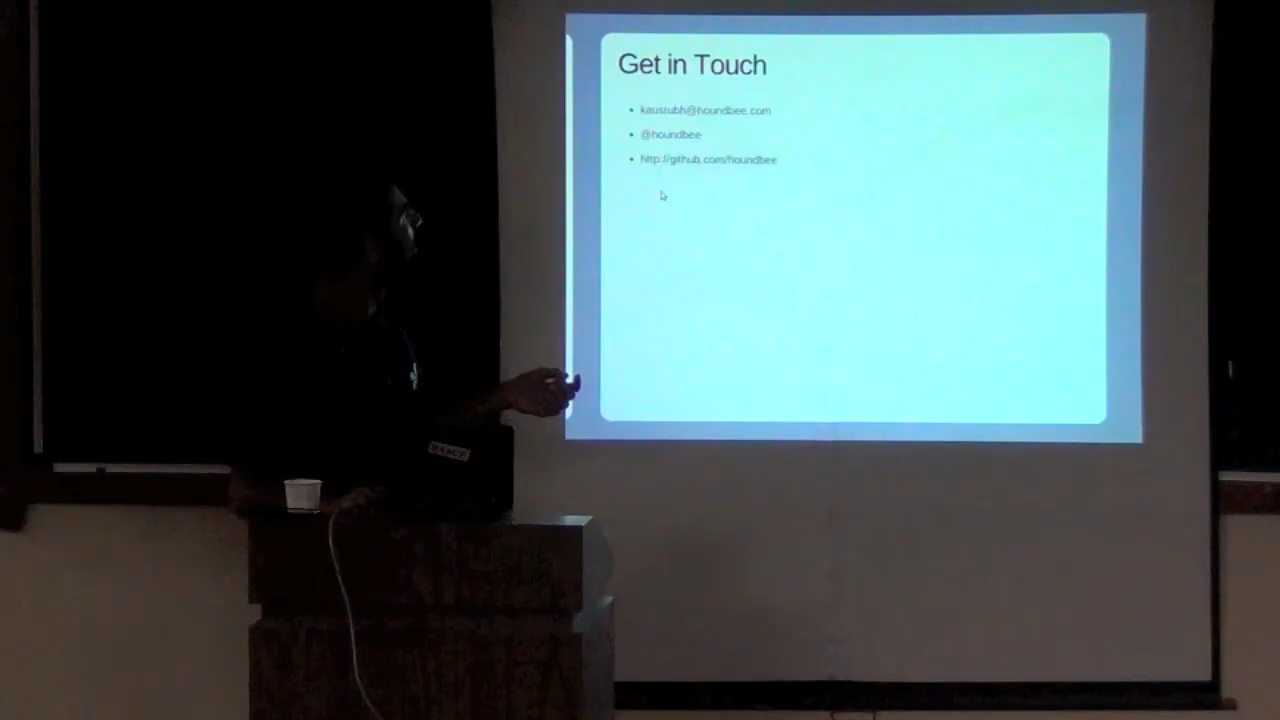 Get in Touch
• kaustubh@houndbee.com
• @houndbee
• http://github.com/houndbee